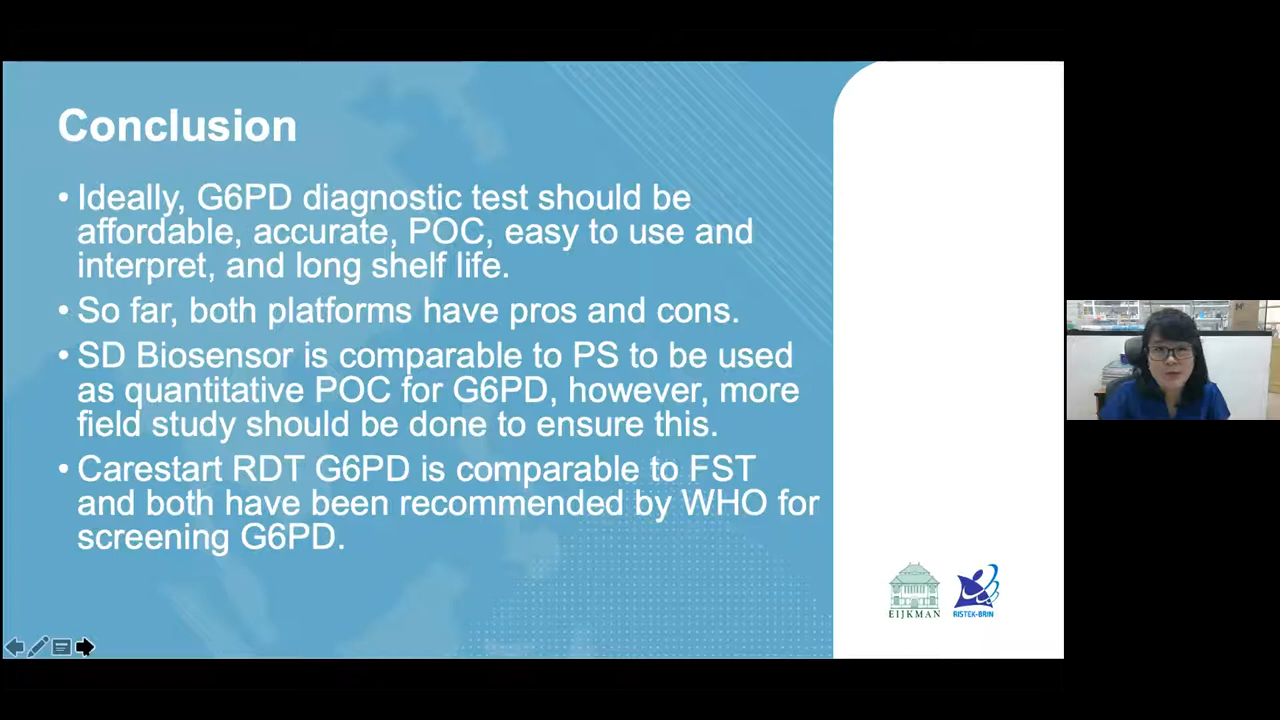 Conclusion
• Ideally, G6PD diagnostic test should be
affordable, accurate, POC, easy to use and
interpret, and long shelf life.
• So far, both platforms have pros and cons.
• SD Biosensor is comparable to PS to be used
as quantitative POC for G6PD, however, more
field study should be done to ensure this.
• Carestart RDT G6PD is comparable to FST
and both have been recommended by WHO for
screening G6PD.
EIJKMAN
RISTEK-BRIN